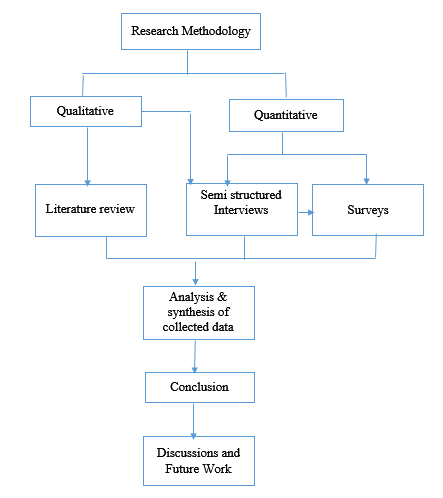 Research Methodology
Qualitative
Quantitative
Literature review
Semi structured
Interviews
Surveys
Analysis &
synthesis of
collected data
Conclusion
Discussions and
Future Work